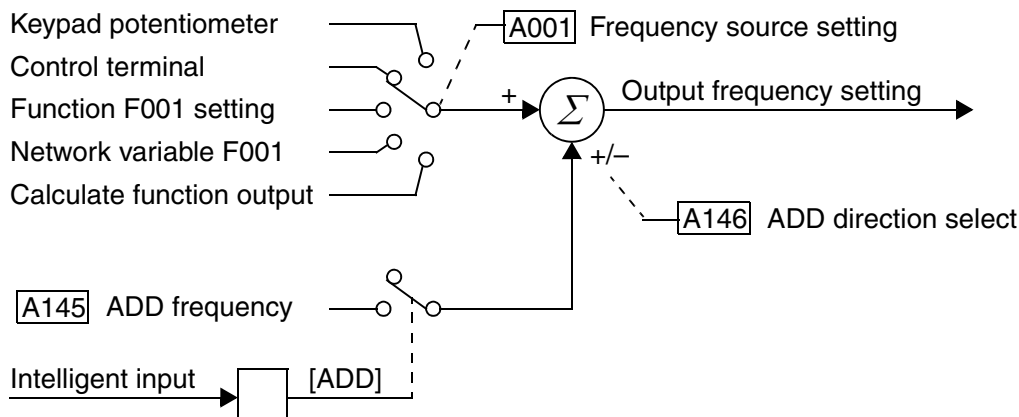 Keypad potentiometer
A001 Frequency source setting
Control terminal
Function F001 setting
+
Σ
Output frequency setting
Network variable F001
+/−
Calculate function output
A146 ADD direction select
A145 ADD frequency
Intelligent input
[ADD]